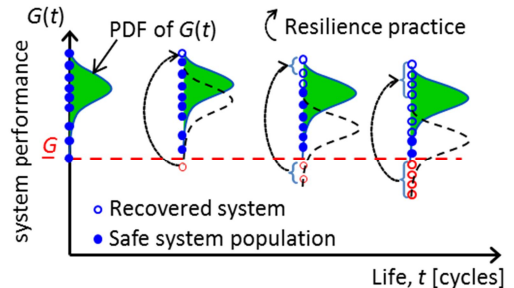 G(t)
PDF of G(t)
Resilience practice
system performance
G
Recovered system
Safe system population
Life, t [cycles]